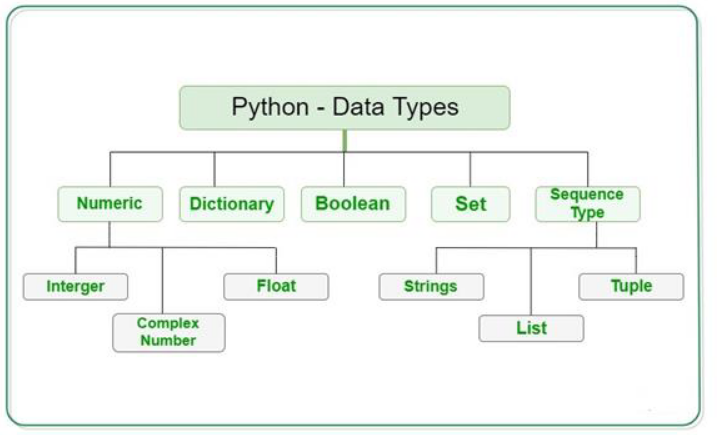 Python - Data Types
Numeric
Dictionary
Boolean
Set
Sequence
Type
Interger
Complex
Number
Float
Strings
List
Tuple